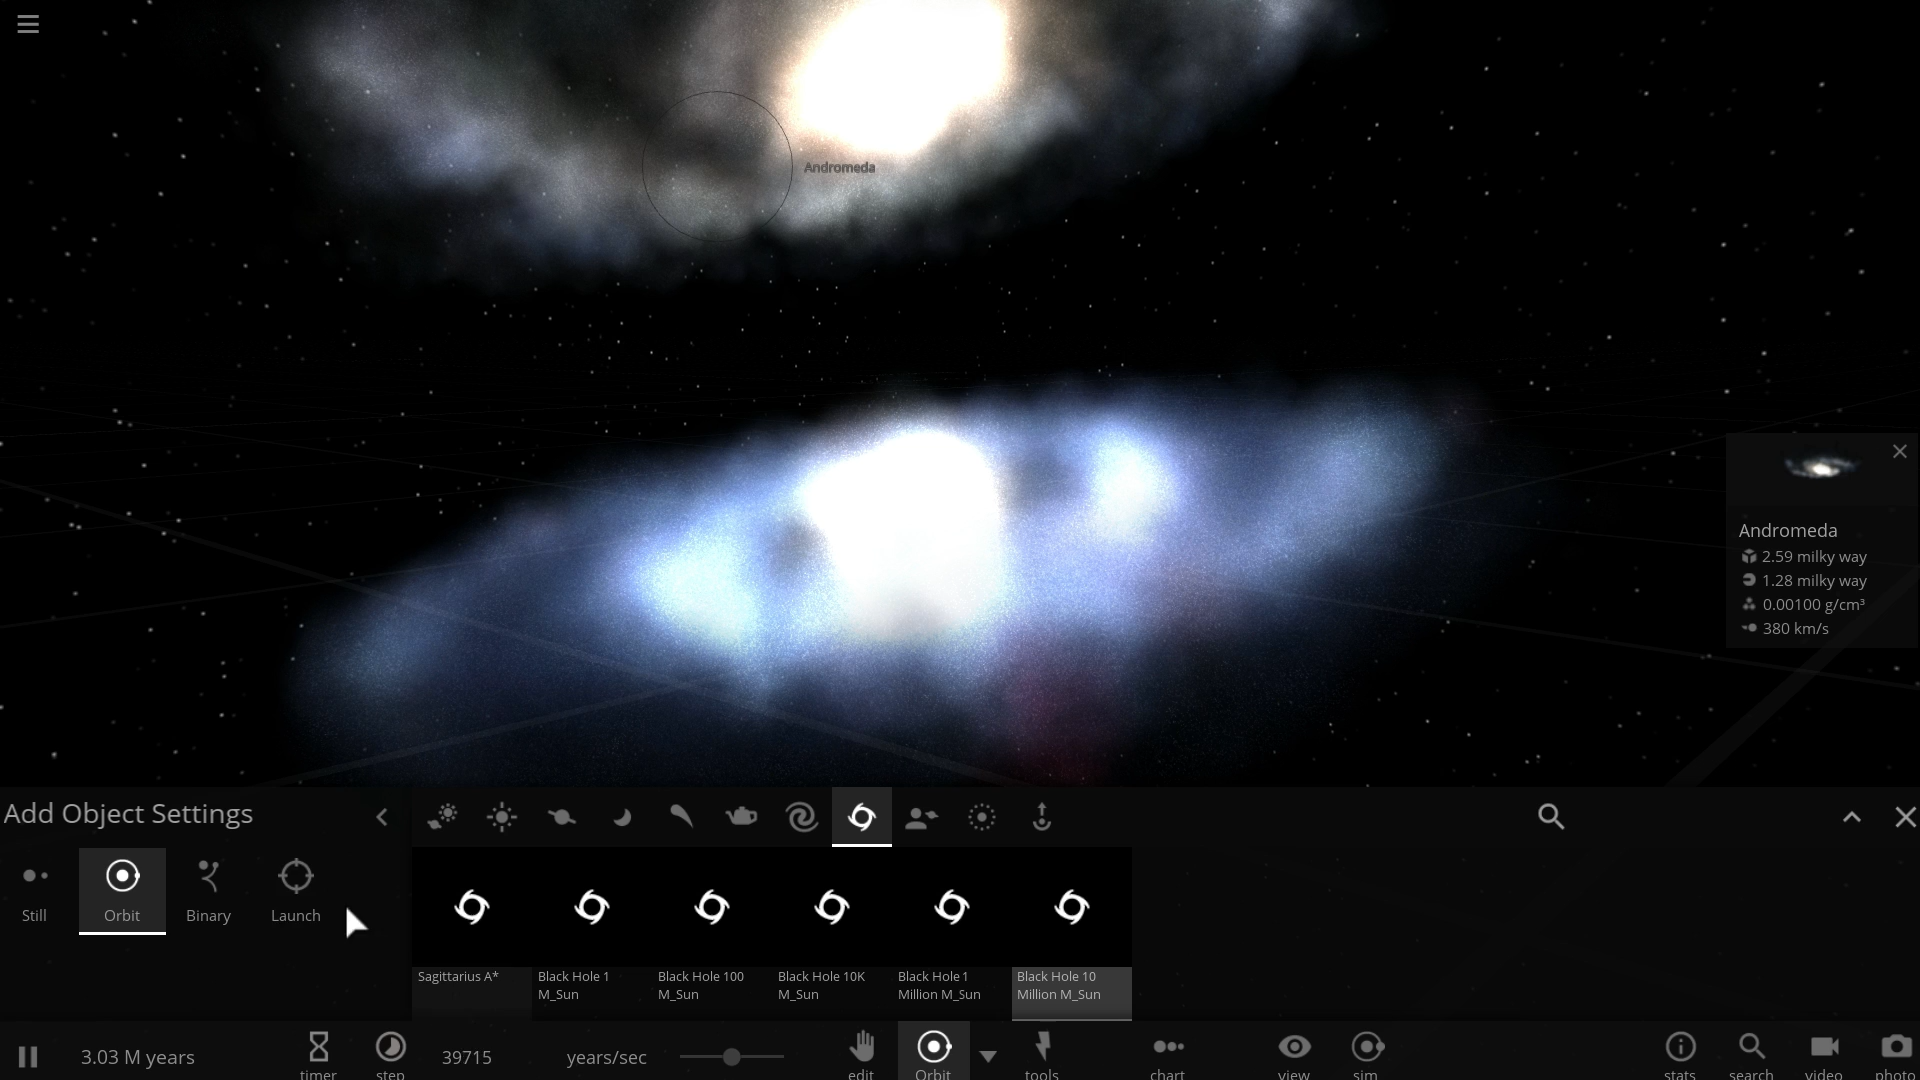 Andromeda
Andromeda
2.59 milky way
1.28 milky way
0.00100 g/cm³
380 km/s
Add Object Settings
Still
Orbit
Binary
Launch
Sagittarius A*
Black Hole 1
M_Sun
Black Hole 100
M_Sun
Black Hole 10K
M_Sun
Black Hole 1
Million M_Sun
Black Hole 10
Million M_Sun
3.03 M years
timer
step
39715
years/sec
edit
Orbit
tools
chart
view
sim
stats
search
video
photo